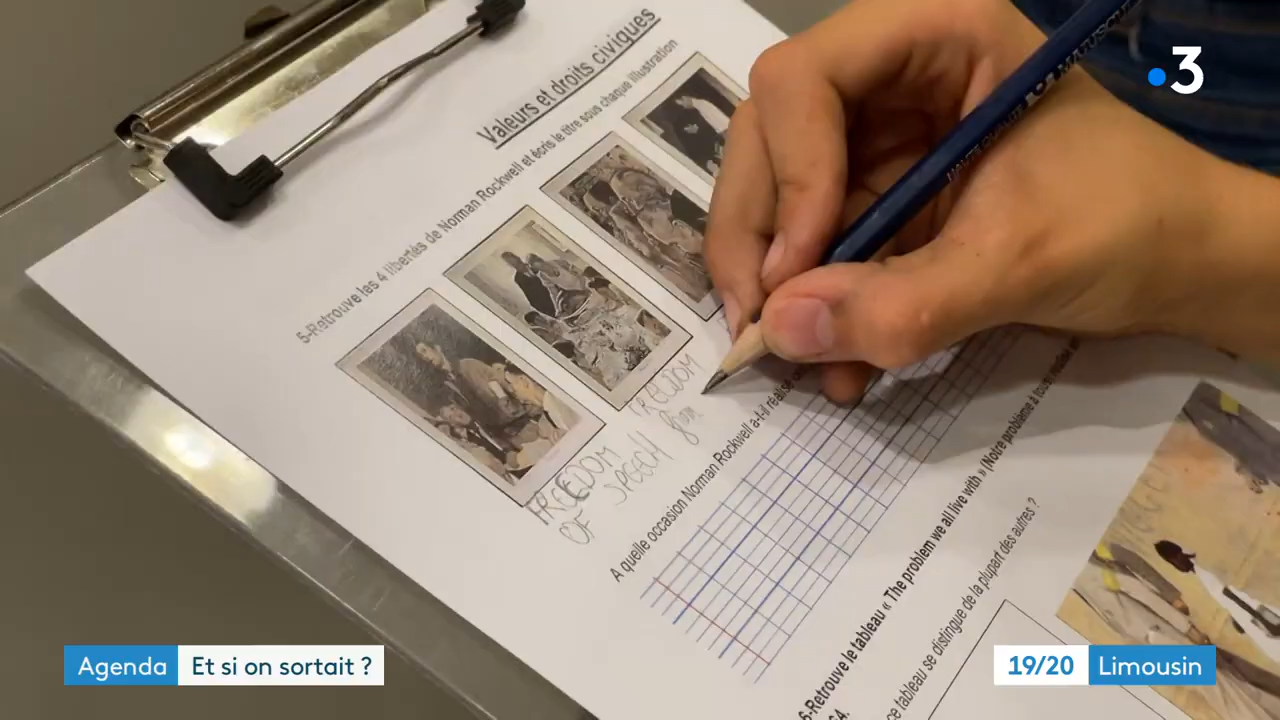 3
Valeurs et droits civiques
5-Retrouve les 4 libertés de Norman Rockwell et écris le titre sous chaque illustration
FREEDOM
OF SPEECH
FREEDOM
from
A quelle occasion Norman Rockwell a-t-il réalisé
6-Retrouve le tableau « The problem we all live with » (Notre problème à tous)
ce tableau se distingue de la plupart des autres ?
Agenda Et si on sortait ?
19/20 Limousin